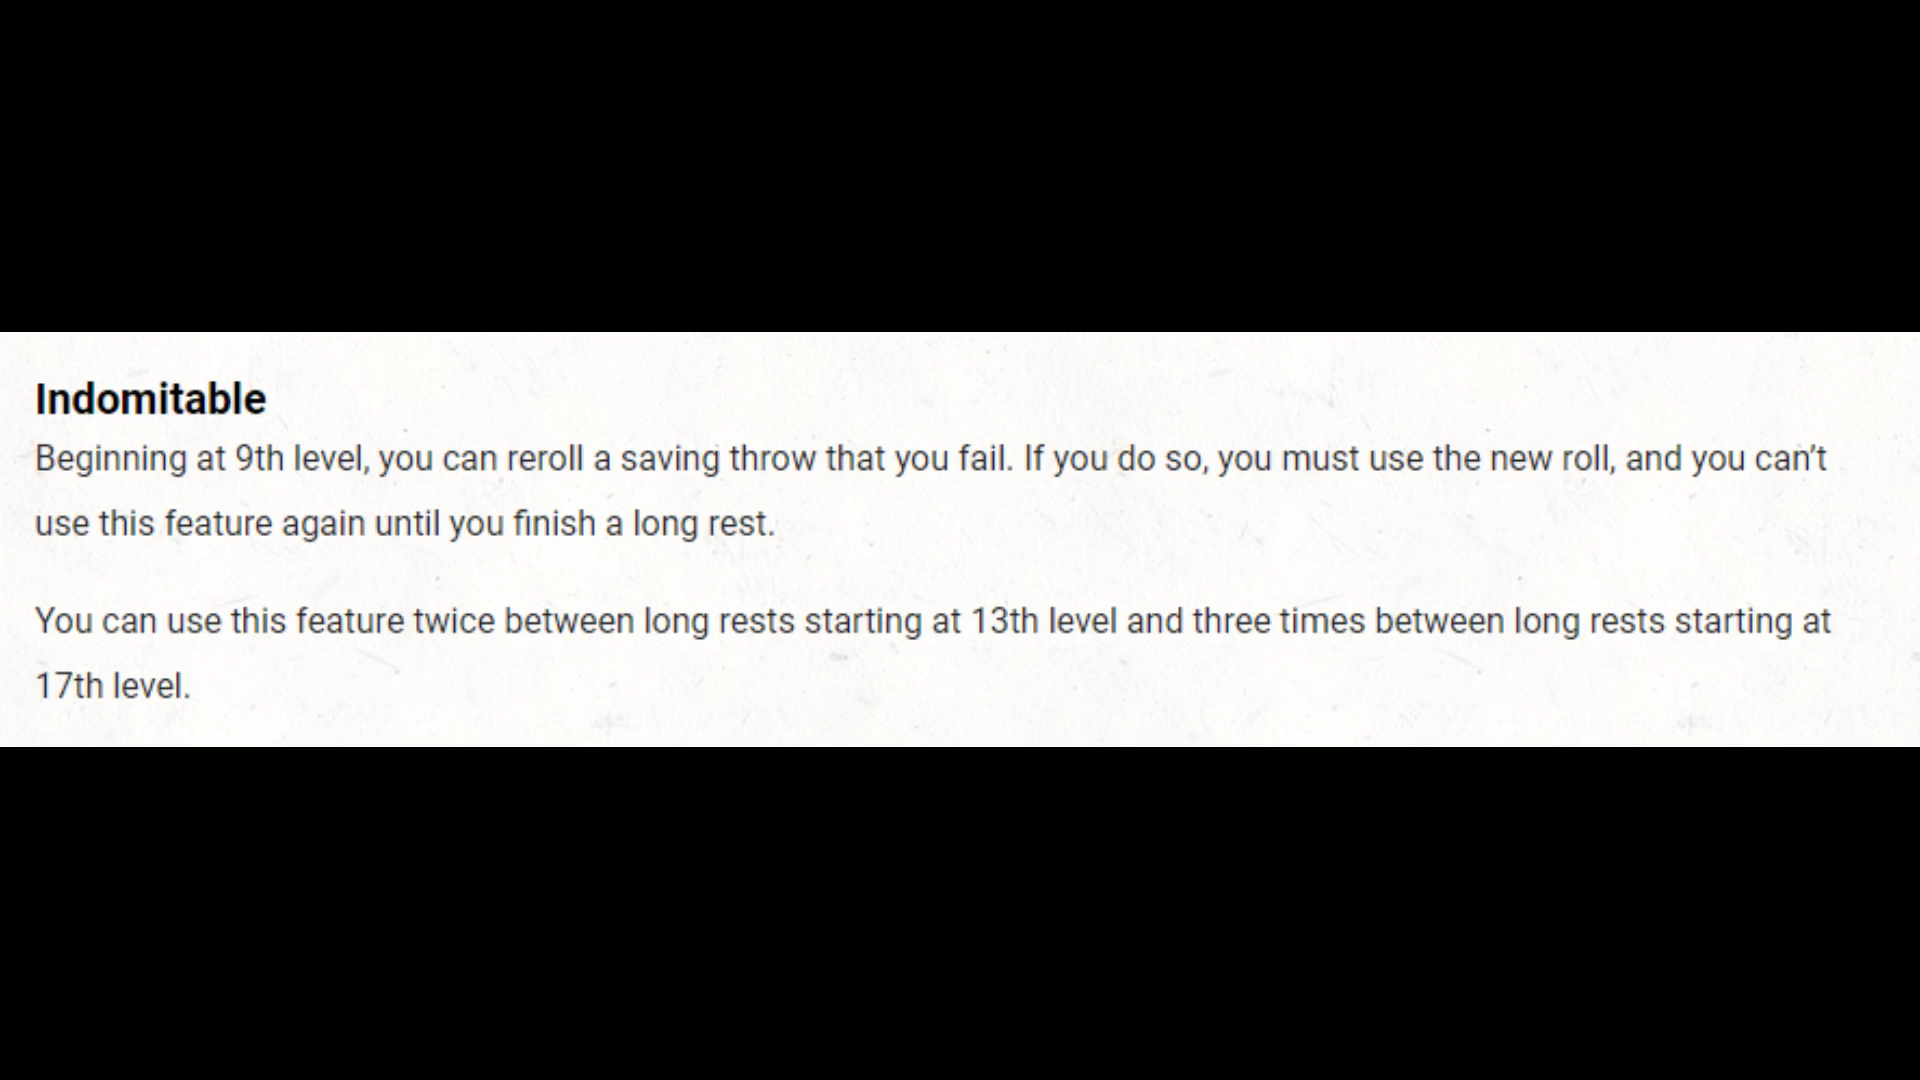 Indomitable
Beginning at 9th level, you can reroll a saving throw that you fail. If you do so, you must use the new roll, and you can’t
use this feature again until you finish a long rest.
You can use this feature twice between long rests starting at 13th level and three times between long rests starting at
17th level.